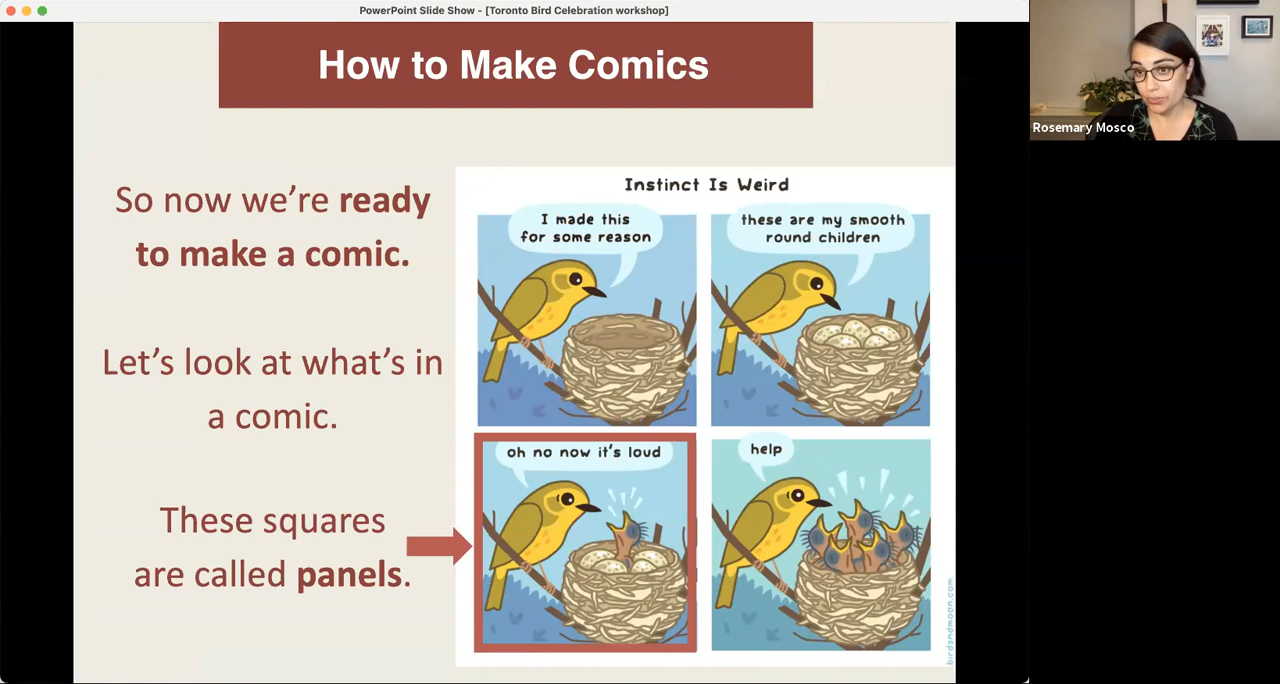 PowerPoint Slide Show - [Toronto Bird Celebration workshop]
How to Make Comics
Rosemary Mosco
So now we're ready
to make a comic.
Let's look at what's in
a comic.
These squares
are called panels.
Instinct Is Weird
I made this
for some reason
these are my smooth
round children
oh no now it's loud
help
birdandmoon.com